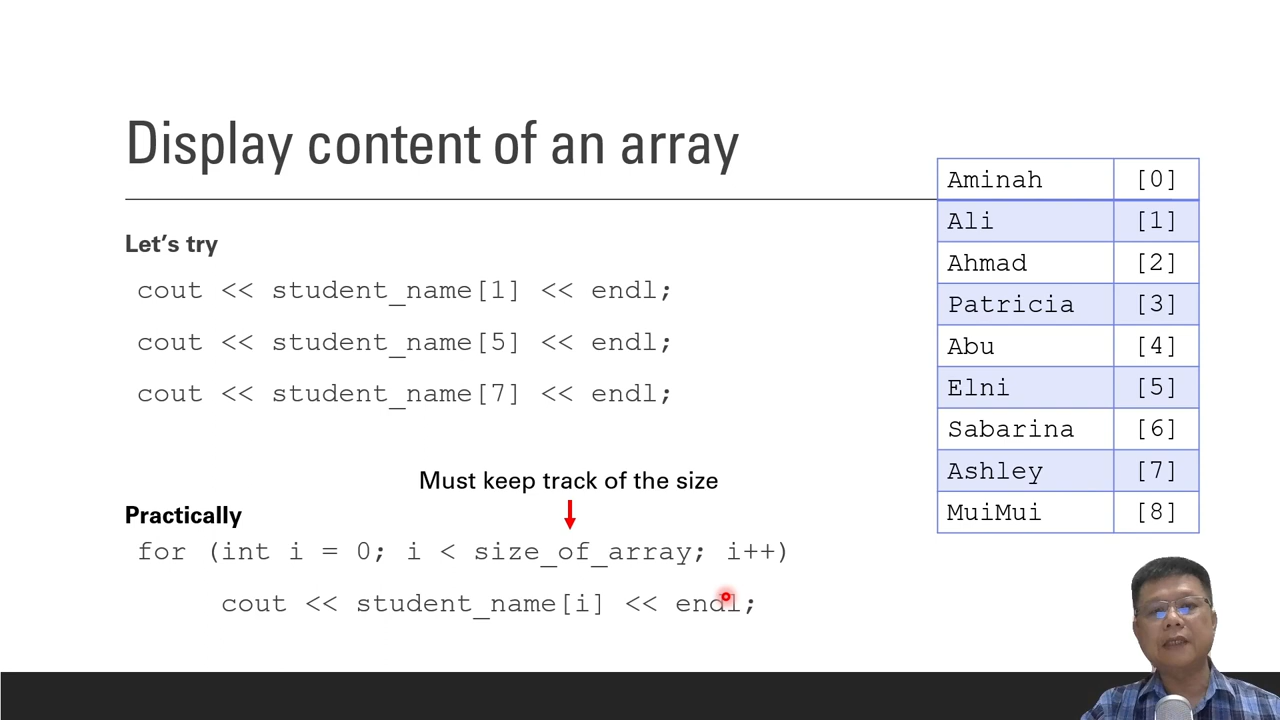 Display content of an array
Let's try
cout << student_name[1] << endl;
cout << student_name[5] << endl;
cout << student_name[7] << endl;
Must keep track of the size
Practically
for (int i = 0; i < size_of_array; i++)
cout << student_name[i] << endl;
Aminah [0]
Ali [1]
Ahmad [2]
Patricia [3]
Abu [4]
Elni [5]
Sabarina [6]
Ashley [7]
MuiMui [8]